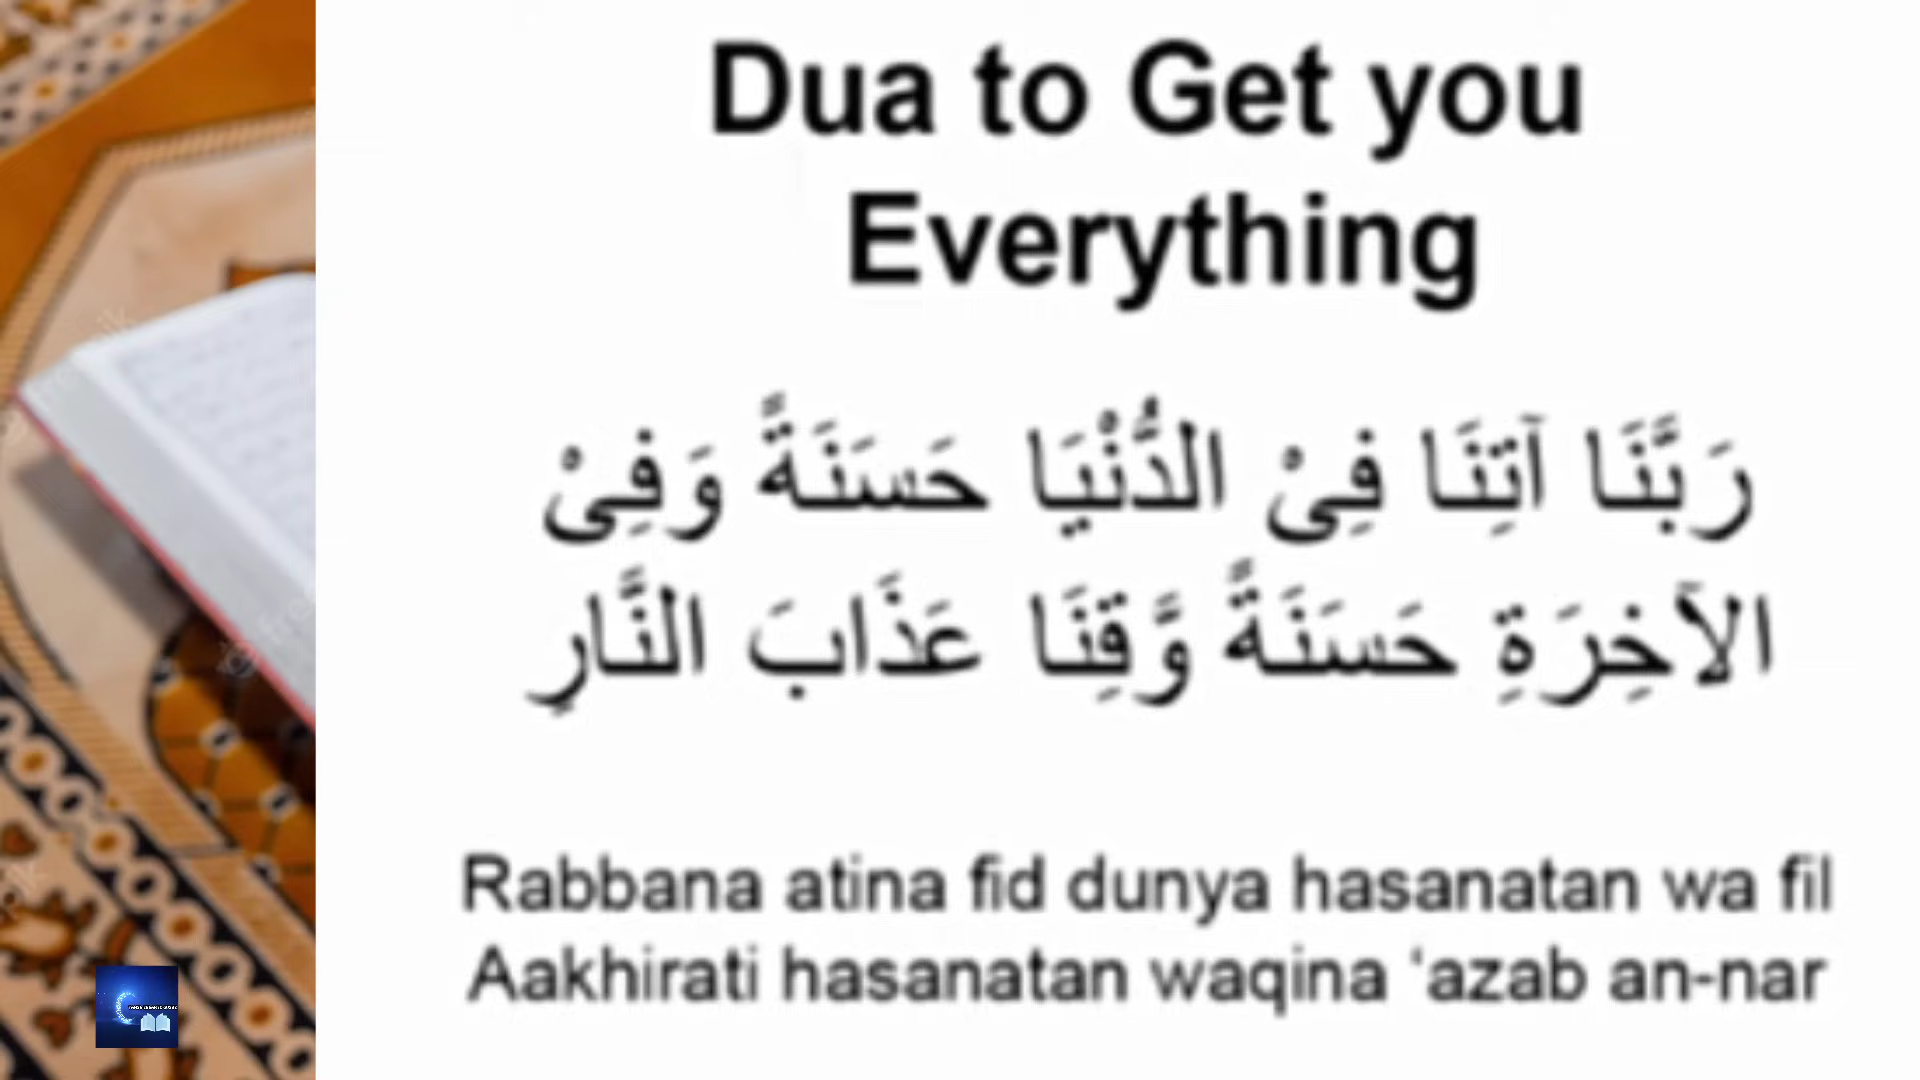 Dua to Get you
Everything
رَبَّنَا آتِنَا فِىْ الدُّنْيَا حَسَنَةً وَفِىْ
الآخِرَةِ حَسَنَةً وَّقِنَا عَذَابَ النَّارِ
Rabbana atina fid dunya hasanatan wa fil
Aakhirati hasanatan waqina ‘azab an-nar